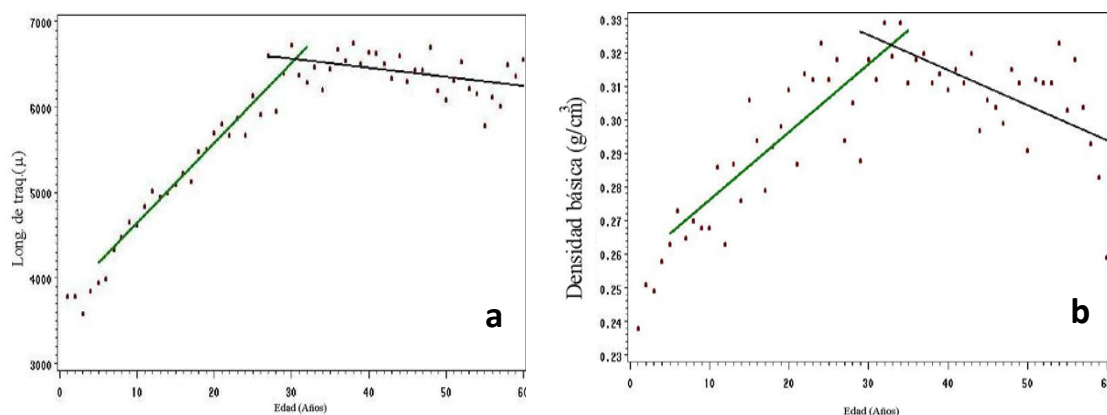 7000
6000
5000
4000
3000
Long. de traq.(μ)
0 10 20 30 40 50 60
Edad (Años)
a
0.33
0.32
0.31
0.30
0.29
0.28
0.27
0.26
0.25
0.24
0.23
Densidad básica (g/cm³)
0 10 20 30 40 50 60
Edad (Años)
b